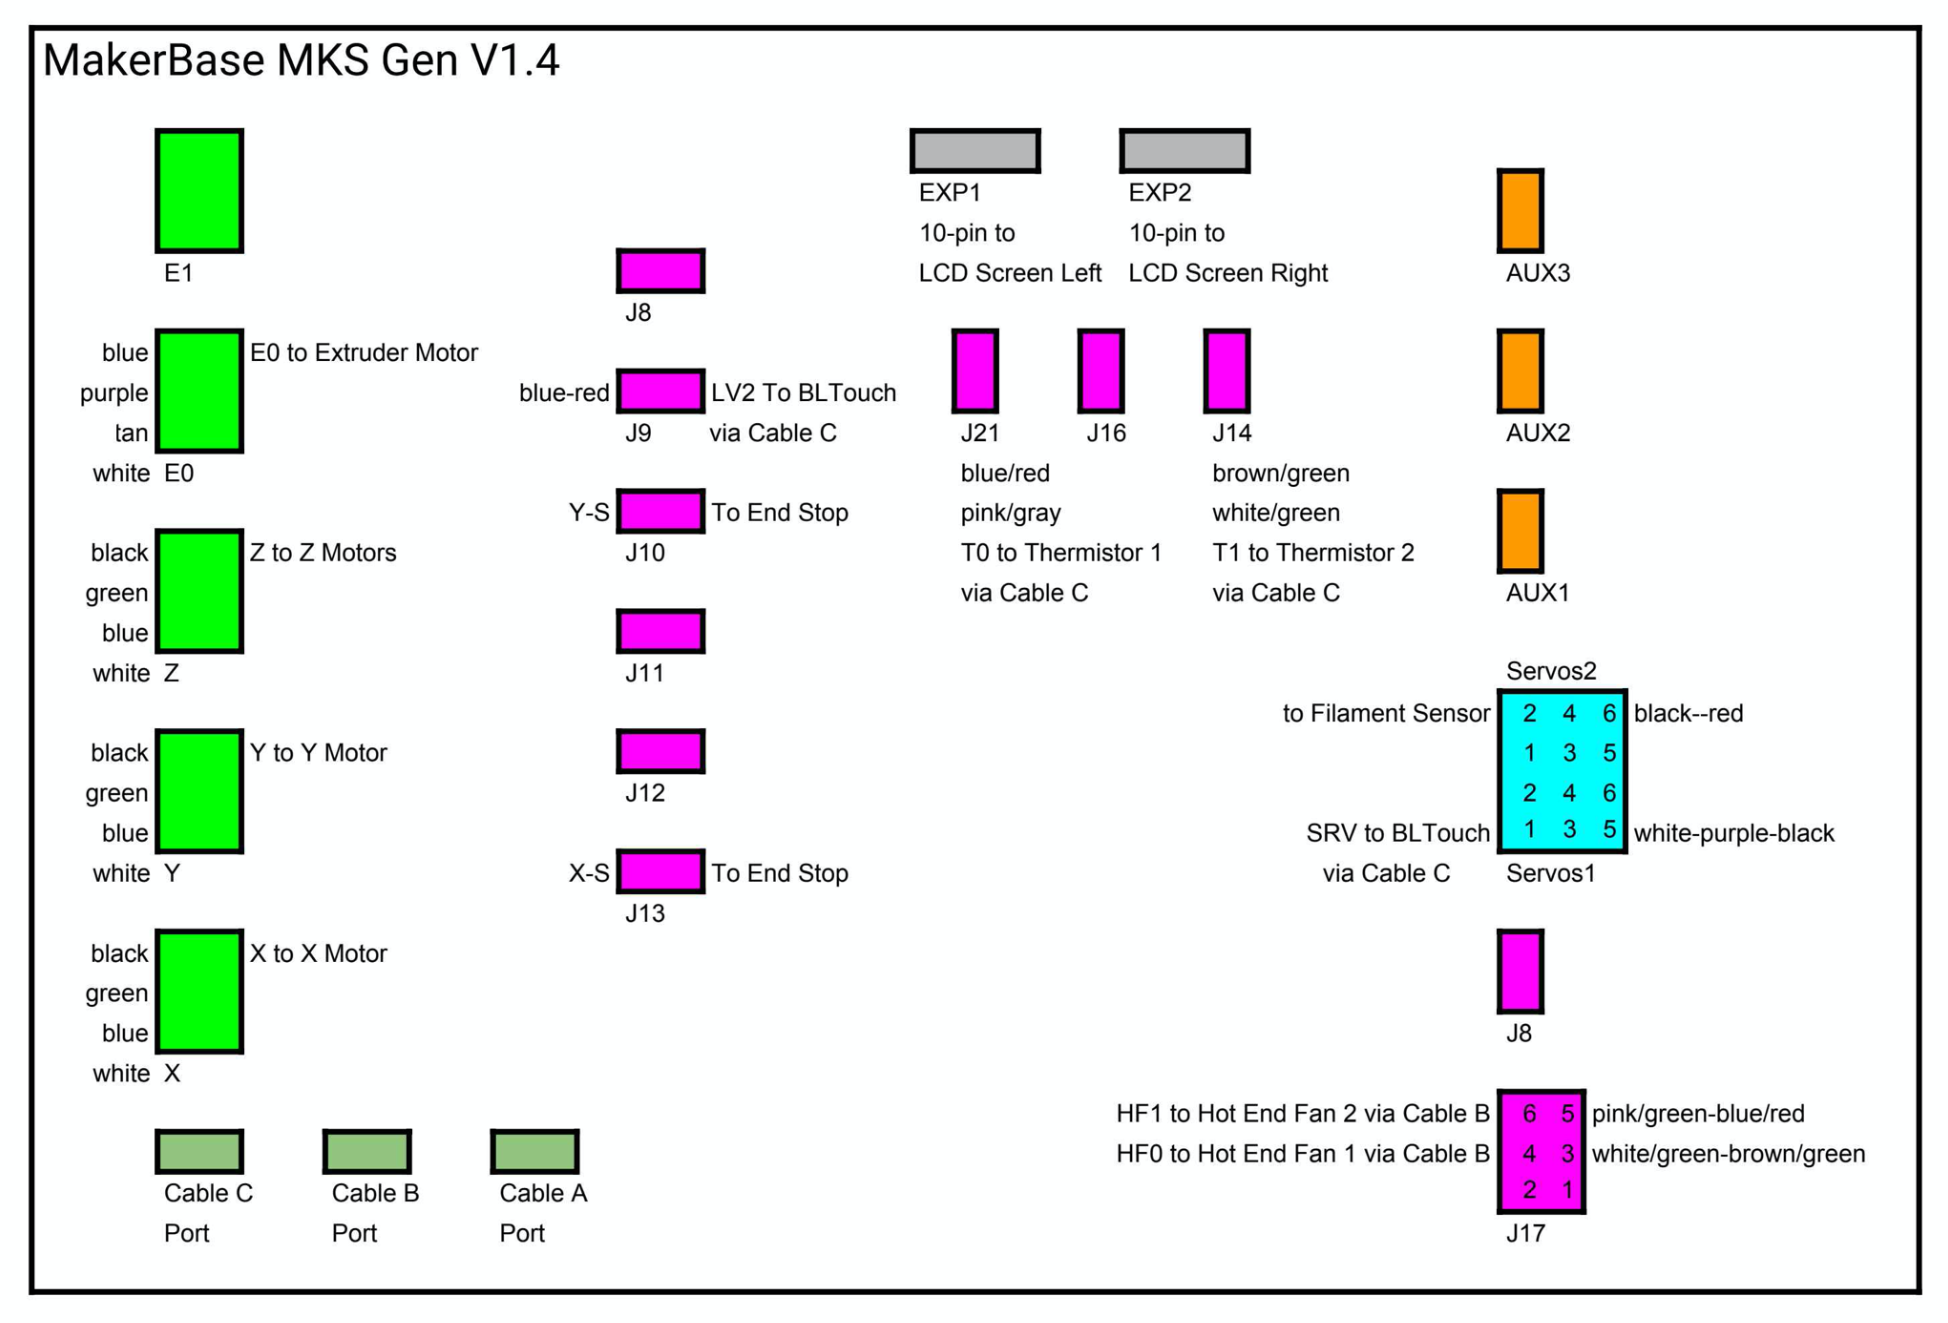 MakerBase MKS Gen V1.4
E1
blue
purple
tan
white
E0 to Extruder Motor
E0
black
green
blue
white
Z to Z Motors
Z
black
green
blue
white
Y to Y Motor
Y
black
green
blue
white
X to X Motor
X
Cable C
Port
Cable B
Port
Cable A
Port
J8
blue-red
LV2 To BLTouch
J9
via Cable C
Y-S
To End Stop
J10
J11
J12
X-S
To End Stop
J13
EXP1
10-pin to
LCD Screen Left
EXP2
10-pin to
LCD Screen Right
J21
blue/red
pink/gray
T0 to Thermistor 1
via Cable C
J16
J14
brown/green
white/green
T1 to Thermistor 2
via Cable C
AUX3
AUX2
AUX1
Servos2
to Filament Sensor
2 4 6
black--red
1 3 5
2 4 6
SRV to BLTouch
1 3 5
white-purple-black
via Cable C
Servos1
J8
HF1 to Hot End Fan 2 via Cable B
6 5
pink/green-blue/red
HF0 to Hot End Fan 1 via Cable B
4 3
white/green-brown/green
2 1
J17